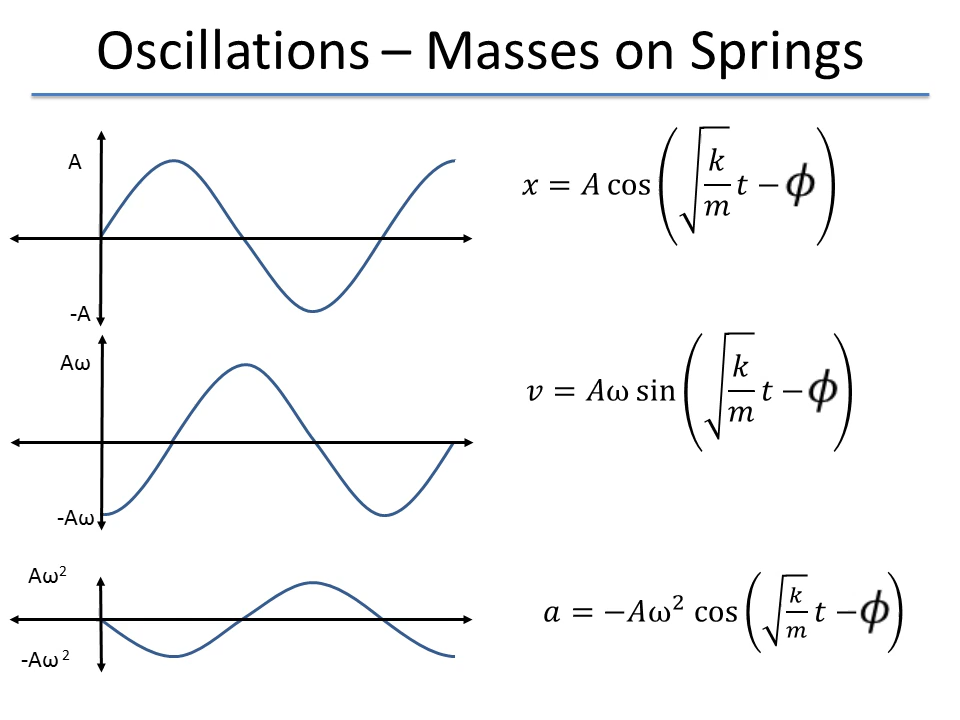 Oscillations – Masses on Springs
A
-A
x = A cos(√(k/m) t − ϕ)
Aω
-Aω
v = Aω sin(√(k/m) t − ϕ)
Aω²
-Aω²
a = −Aω² cos(√(k/m) t − ϕ)